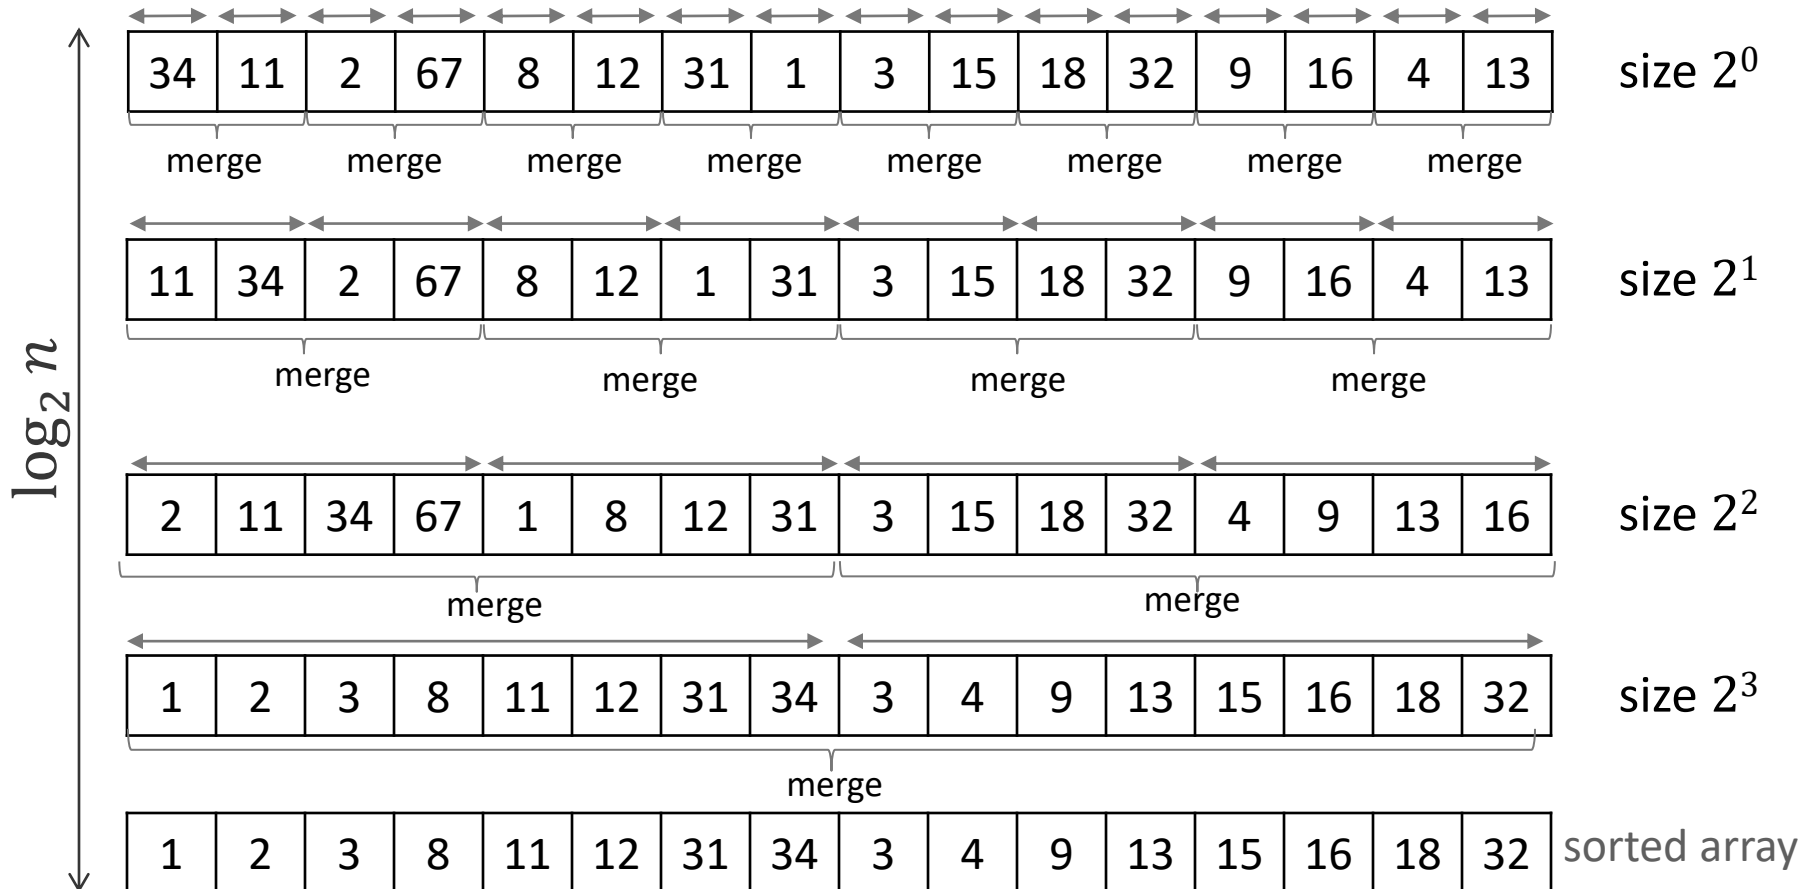 34 11 2 67 8 12 31 1 3 15 18 32 9 16 4 13 size 2⁰
merge merge merge merge merge merge merge merge
11 34 2 67 8 12 1 31 3 15 18 32 9 16 4 13 size 2¹
merge merge merge merge
log₂ n
2 11 34 67 1 8 12 31 3 15 18 32 4 9 13 16 size 2²
merge merge
1 2 3 8 11 12 31 34 3 4 9 13 15 16 18 32 size 2³
merge
1 2 3 8 11 12 31 34 3 4 9 13 15 16 18 32 sorted array